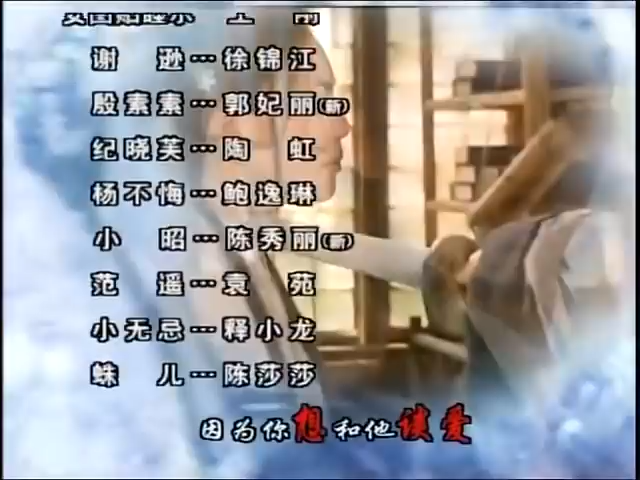 谢 逊…徐锦江
殷素素…郭妃丽(新)
纪晓芙…陶 虹
杨不悔…鲍逸琳
小 昭…陈秀丽(新)
范 遥…袁 苑
小无忌…释小龙
蛛 儿…陈莎莎
因为你想和他谈爱